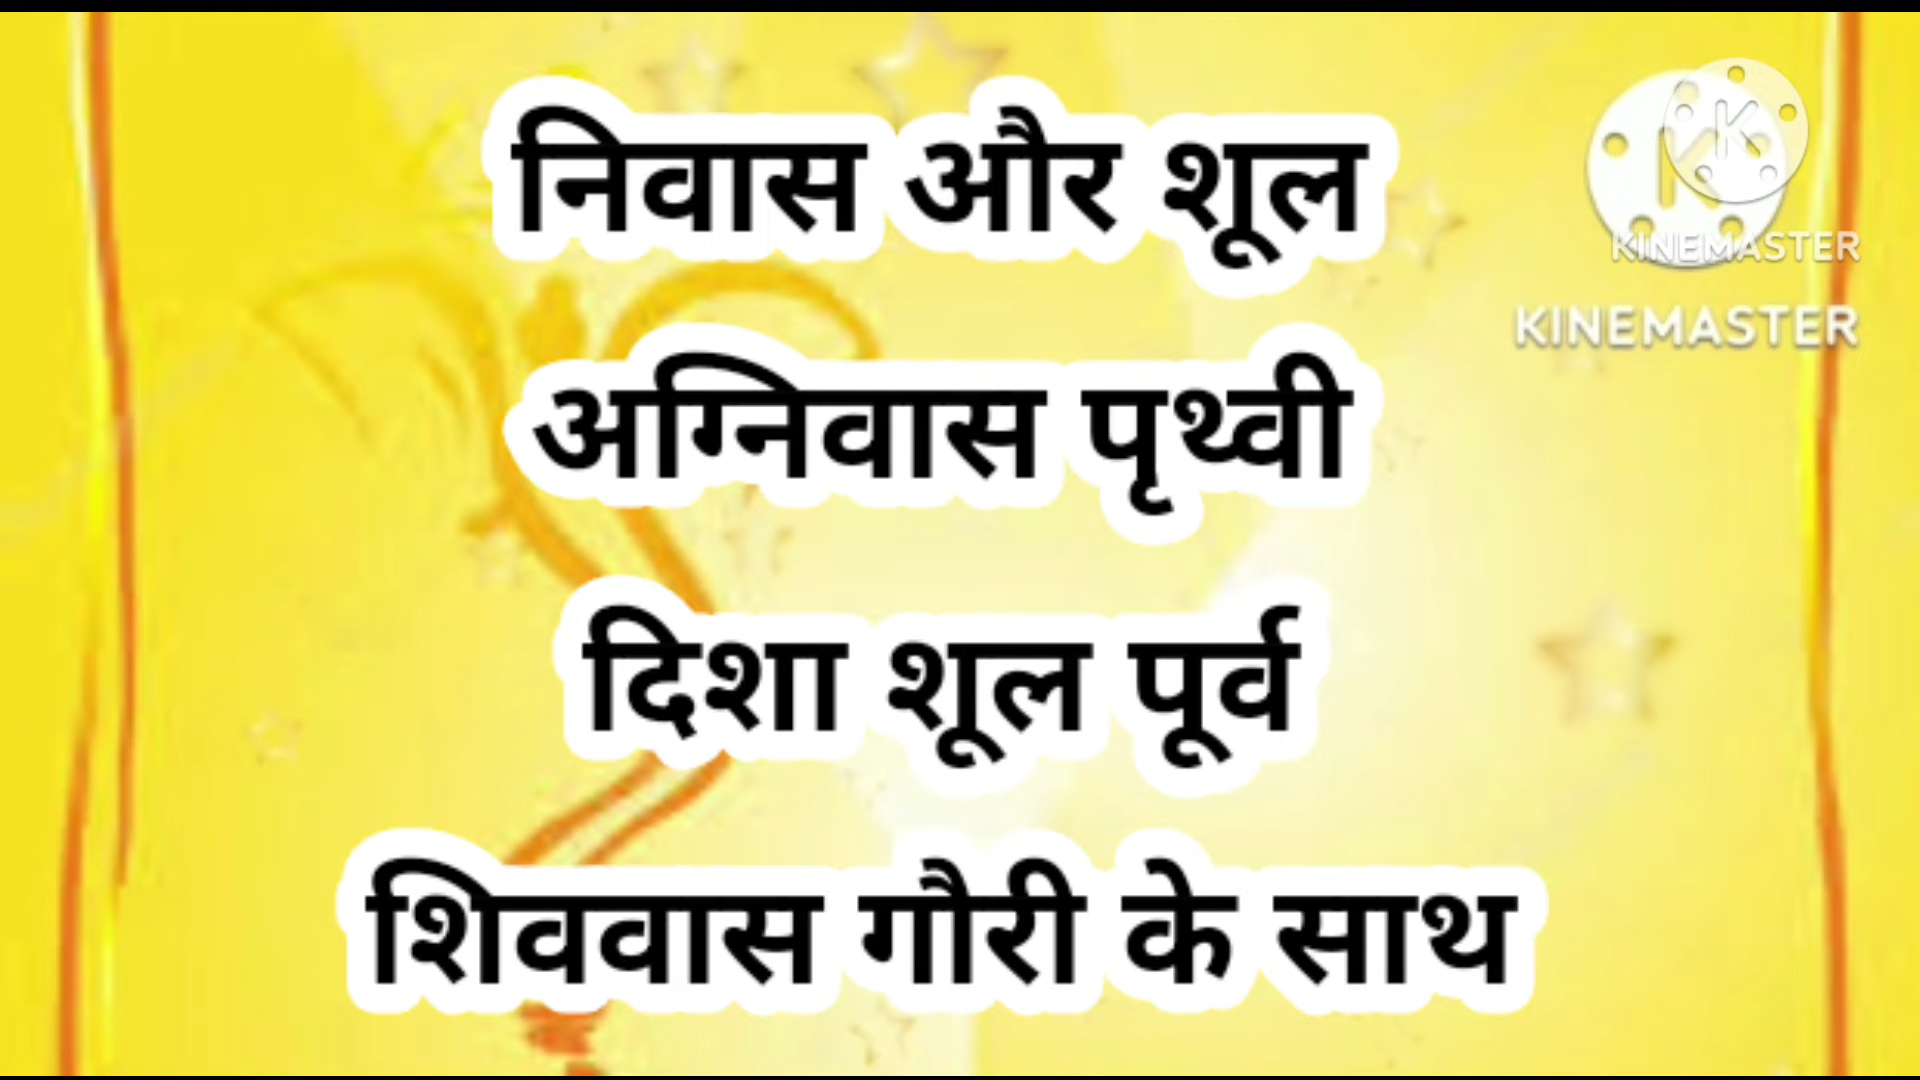 निवास और शूल
अग्निवास पृथ्वी
दिशा शूल पूर्व
शिववास गौरी के साथ
K
K
KINEMASTER
KINEMASTER